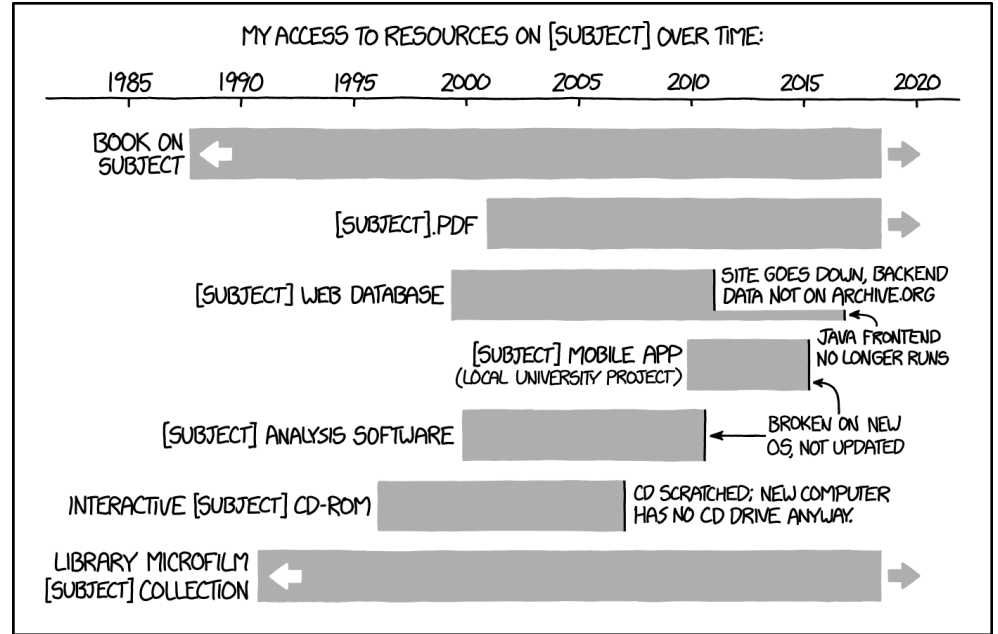 MY ACCESS TO RESOURCES ON [SUBJECT] OVER TIME:
1985 1990 1995 2000 2005 2010 2015 2020
BOOK ON
SUBJECT
[SUBJECT].PDF
[SUBJECT] WEB DATABASE
SITE GOES DOWN, BACKEND
DATA NOT ON ARCHIVE.ORG
JAVA FRONTEND
NO LONGER RUNS
[SUBJECT] MOBILE APP
(LOCAL UNIVERSITY PROJECT)
BROKEN ON NEW
OS, NOT UPDATED
[SUBJECT] ANALYSIS SOFTWARE
INTERACTIVE [SUBJECT] CD-ROM
CD SCRATCHED; NEW COMPUTER
HAS NO CD DRIVE ANYWAY.
LIBRARY MICROFILM
[SUBJECT] COLLECTION